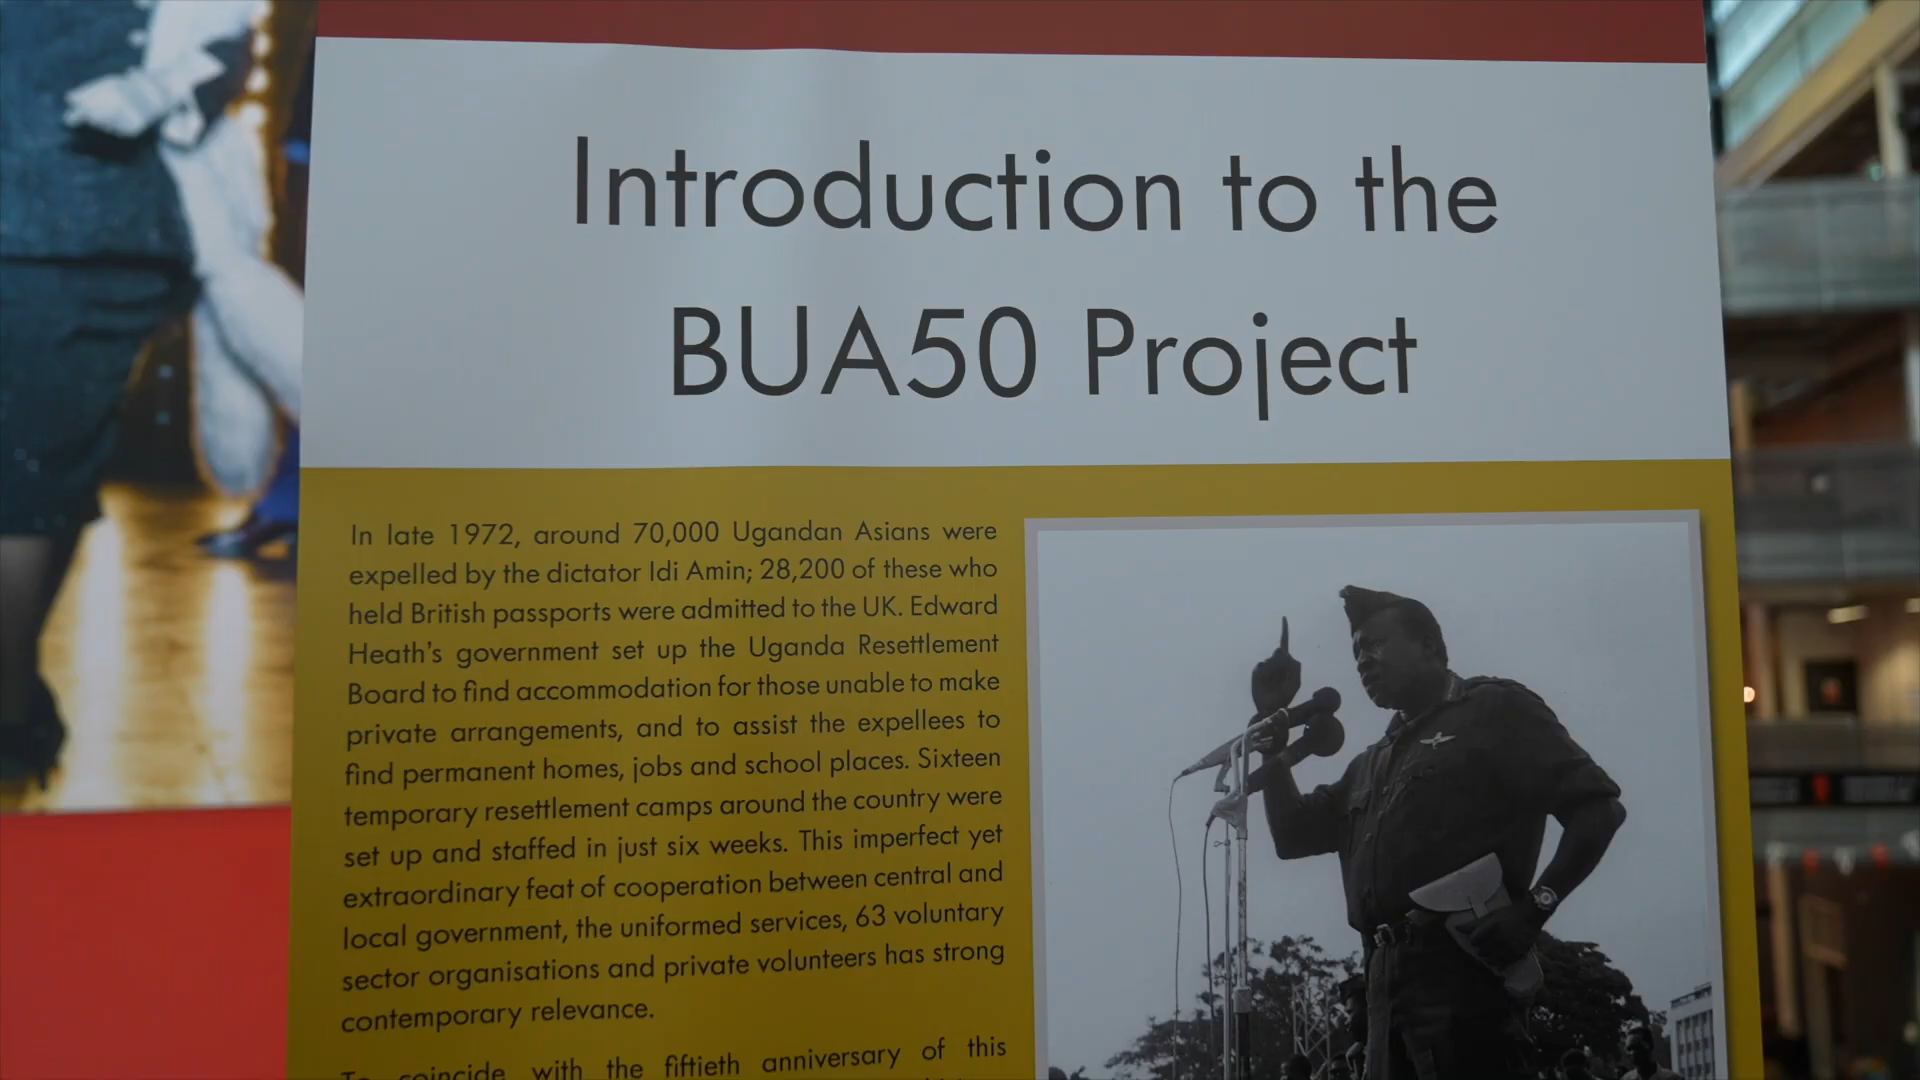 Introduction to the
BUA50 Project
In late 1972, around 70,000 Ugandan Asians were
expelled by the dictator Idi Amin; 28,200 of these who
held British passports were admitted to the UK. Edward
Heath's government set up the Uganda Resettlement
Board to find accommodation for those unable to make
private arrangements, and to assist the expellees to
find permanent homes, jobs and school places. Sixteen
temporary resettlement camps around the country were
set up and staffed in just six weeks. This imperfect yet
extraordinary feat of cooperation between central and
local government, the uniformed services, 63 voluntary
sector organisations and private volunteers has strong
contemporary relevance.
To coincide with the fiftieth anniversary of this